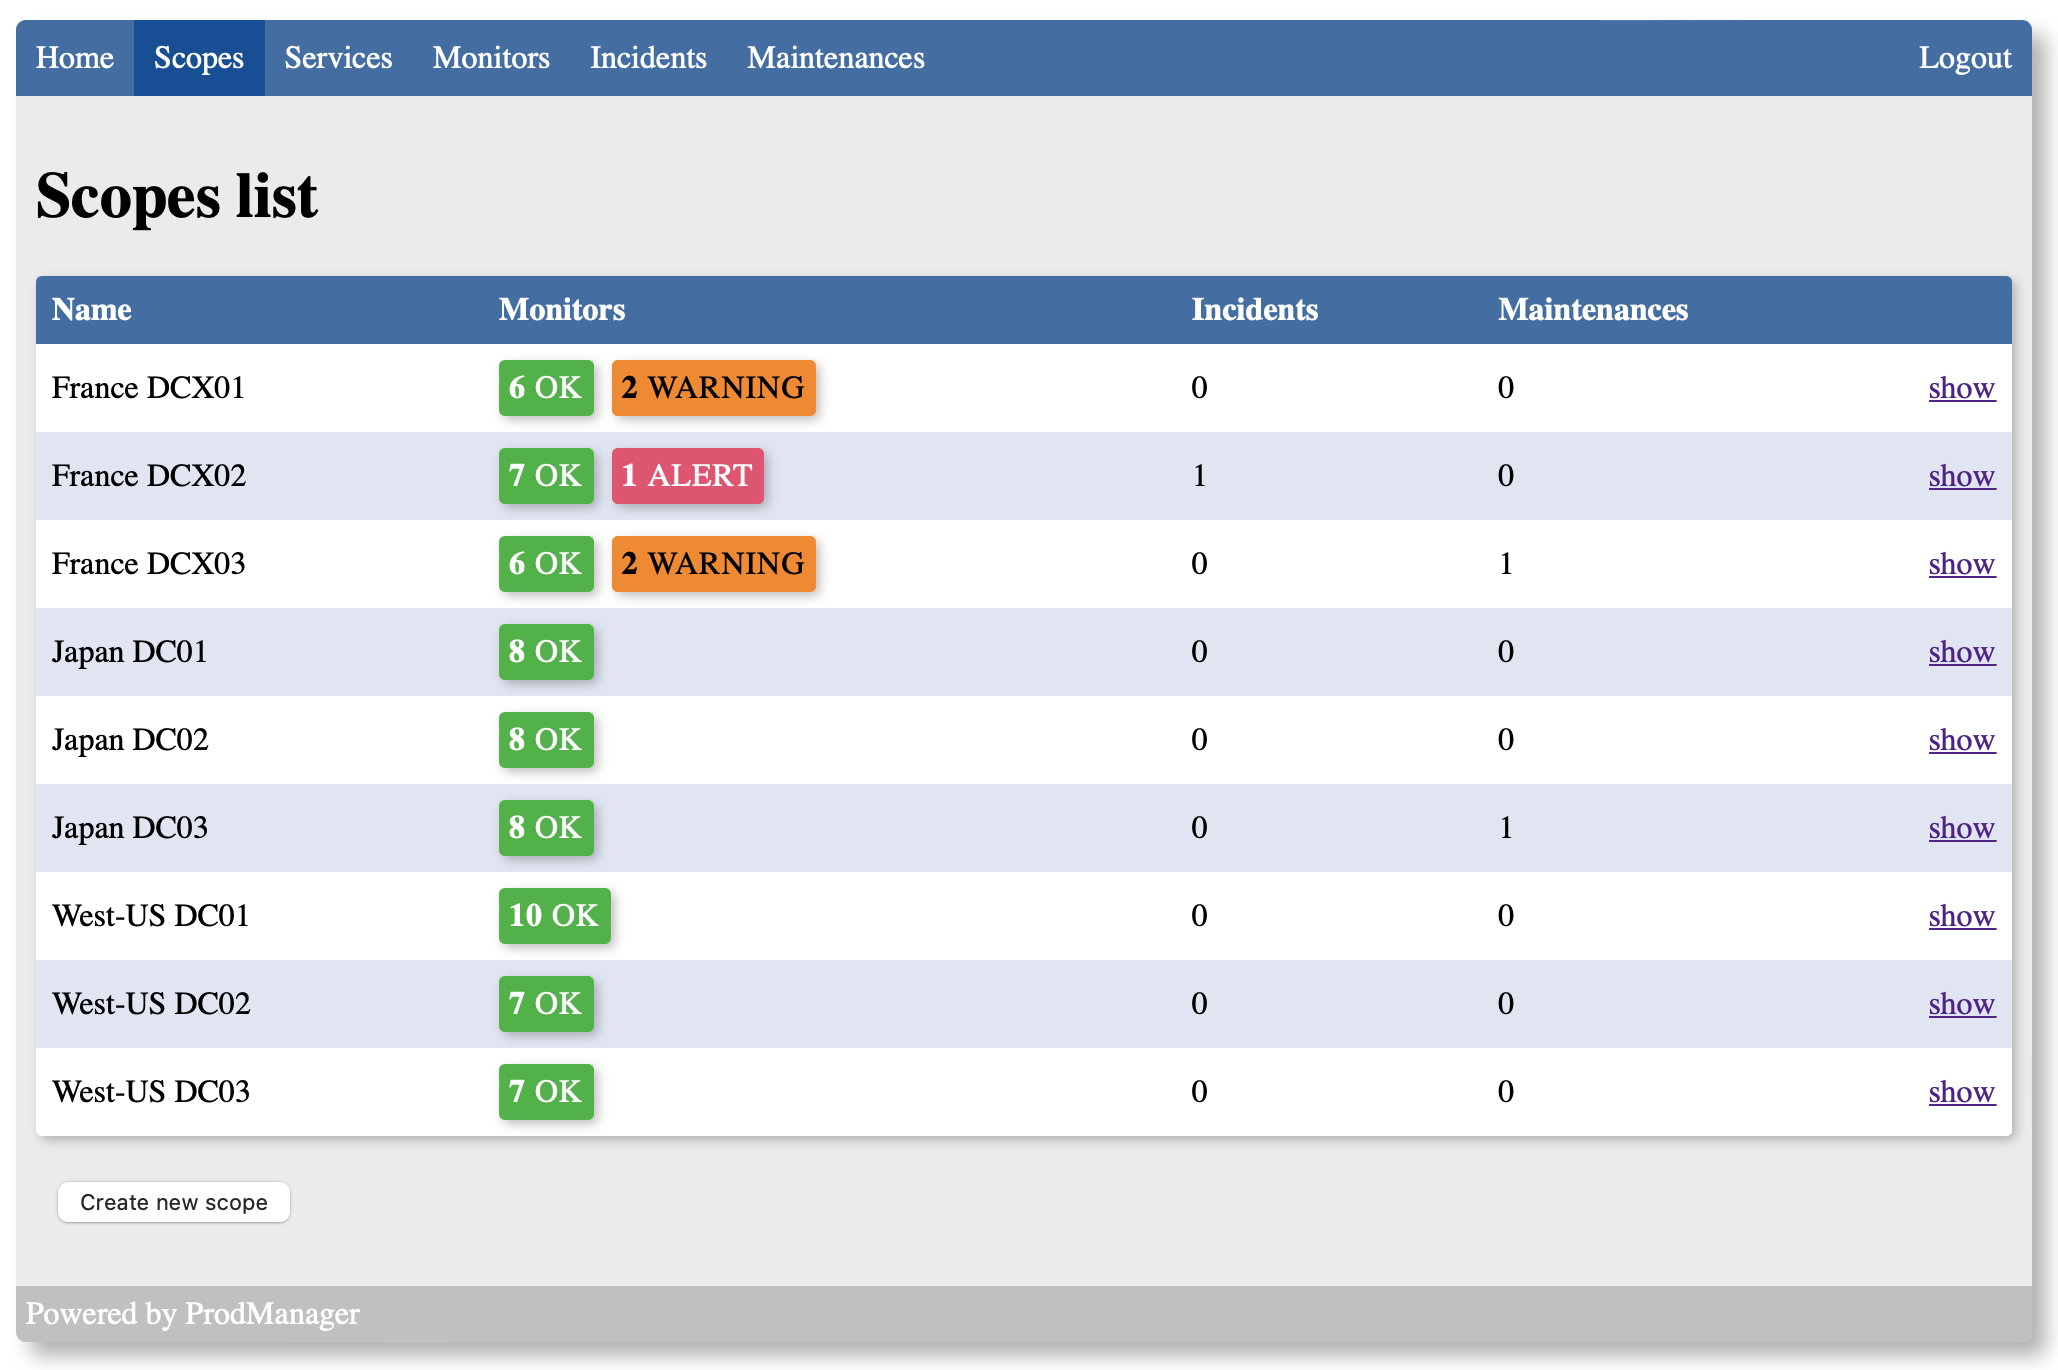 Home Scopes Services Monitors Incidents Maintenances Logout
Scopes list
Name Monitors Incidents Maintenances
France DCX01 6 OK 2 WARNING 0 0 show
France DCX02 7 OK 1 ALERT 1 0 show
France DCX03 6 OK 2 WARNING 0 1 show
Japan DC01 8 OK 0 0 show
Japan DC02 8 OK 0 0 show
Japan DC03 8 OK 0 1 show
West-US DC01 10 OK 0 0 show
West-US DC02 7 OK 0 0 show
West-US DC03 7 OK 0 0 show
Create new scope
Powered by ProdManager